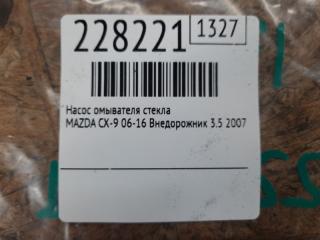 228221 1327
Насос омывателя стекла
MAZDA CX-9 06-16 Внедорожник 3.5 2007